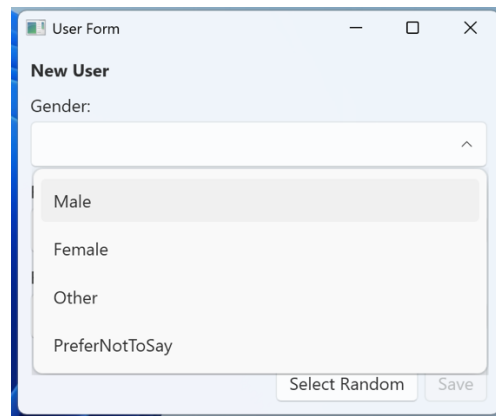 User Form
New User
Gender:
Male
Female
Other
PreferNotToSay
Select Random
Save